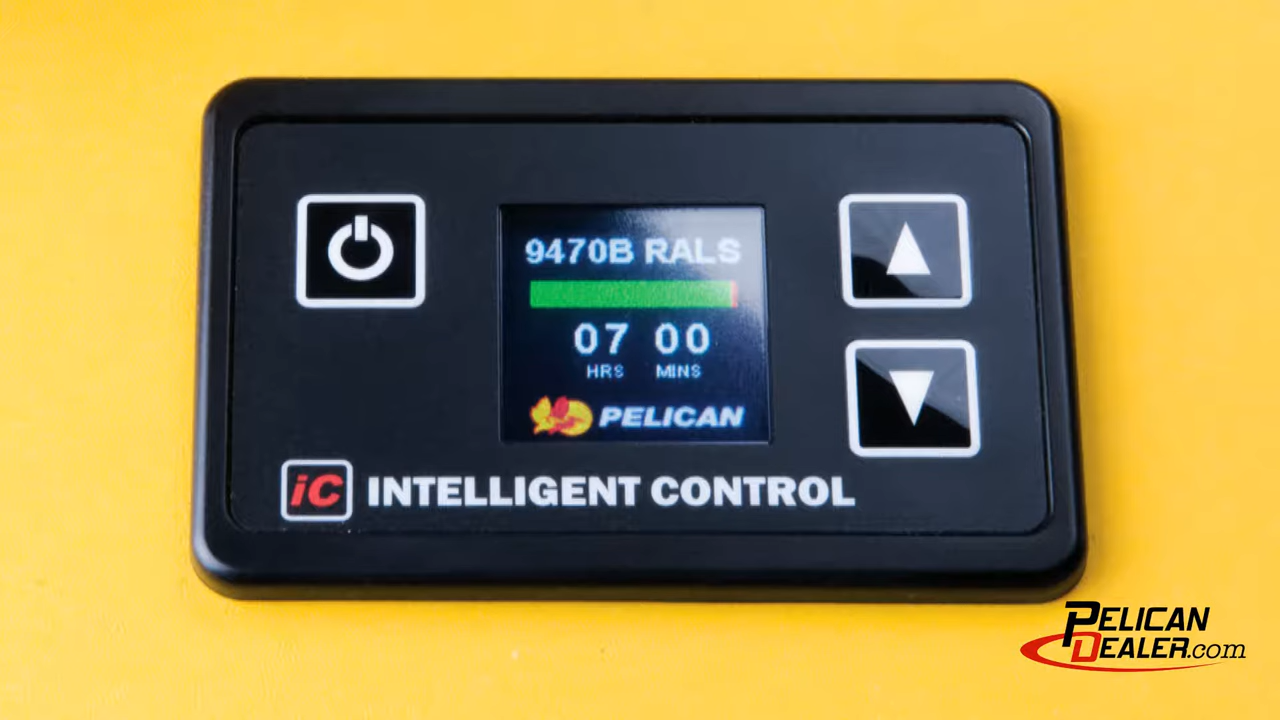 9470B RALS
07 00
HRS MINS
PELICAN
iC INTELLIGENT CONTROL
PELICAN
DEALER.com